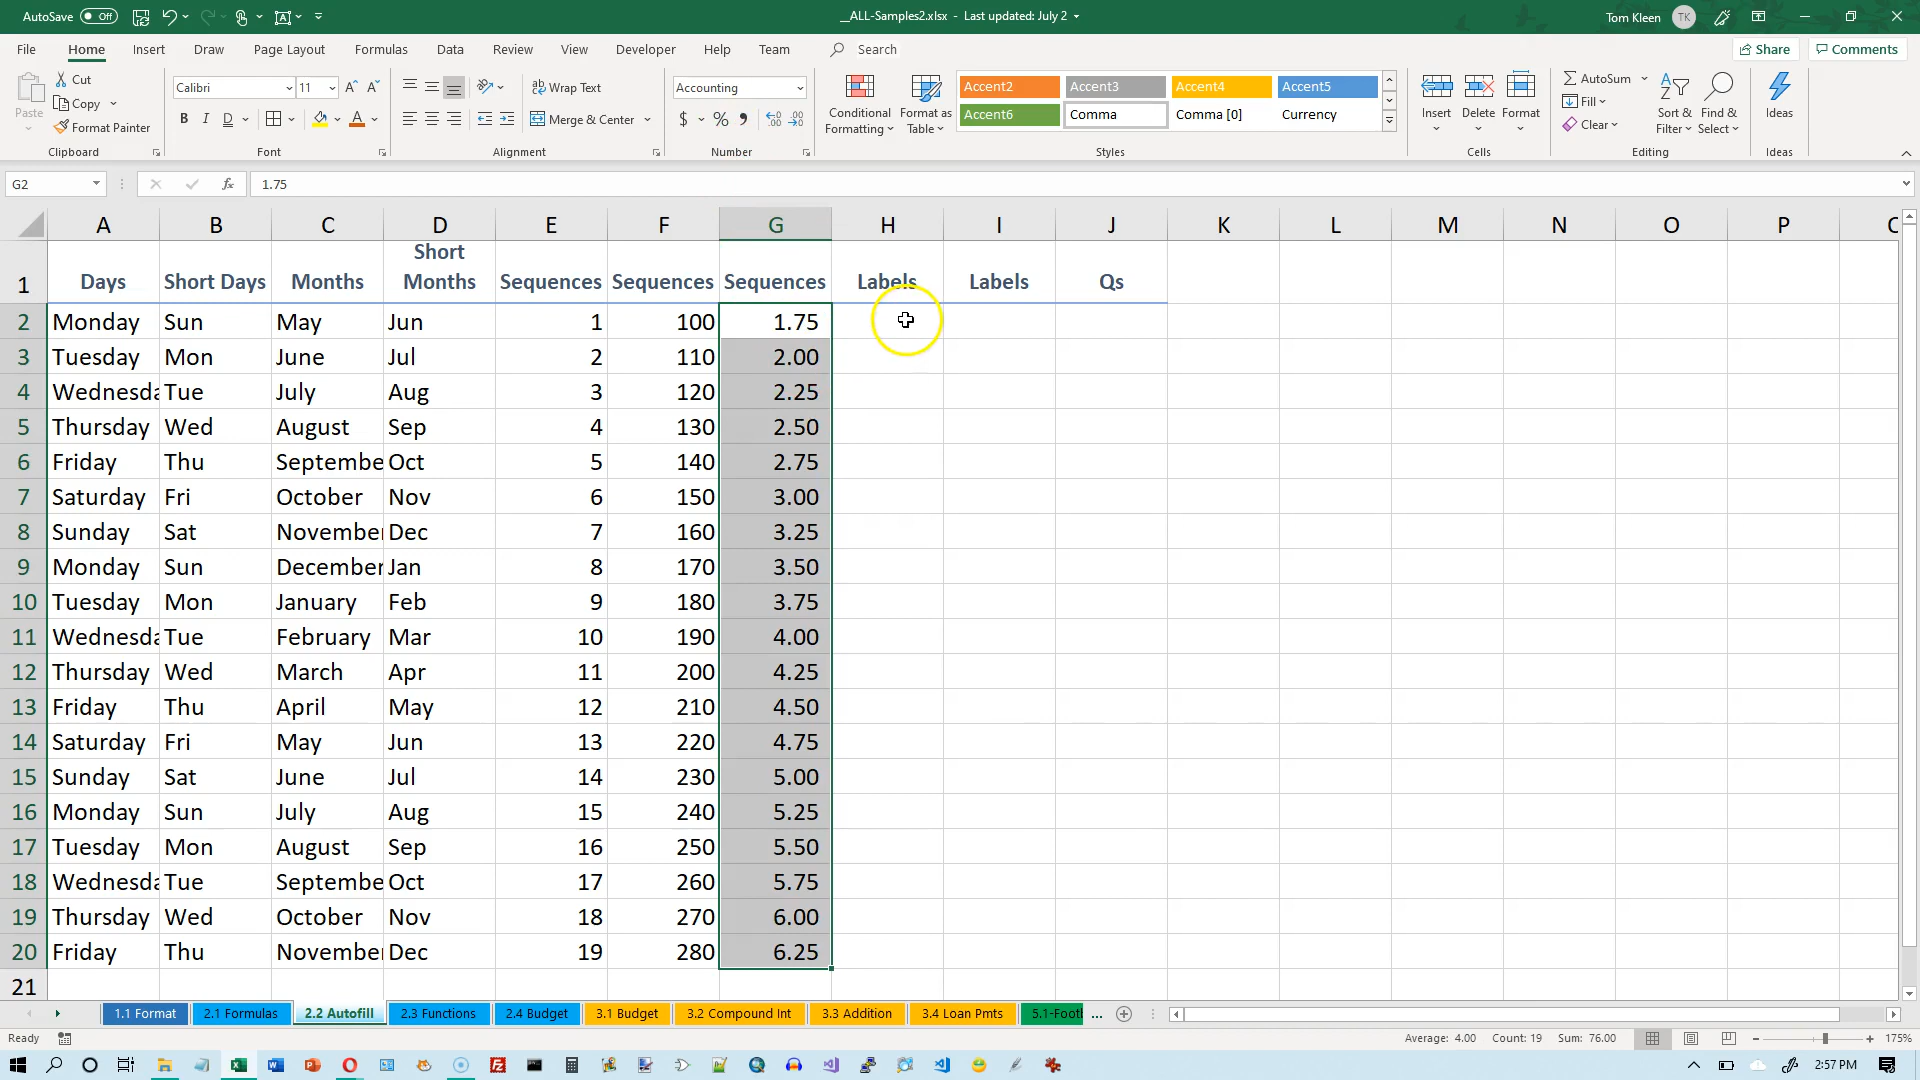 AutoSave Off __ALL-Samples2.xlsx - Last updated: July 2 Tom Kleen TK
File Home Insert Draw Page Layout Formulas Data Review View Developer Help Team Search Share Comments
Paste Cut Copy Format Painter
Calibri 11 B I D
Wrap Text Merge & Center
Accounting $ %
Conditional Formatting Format as Table
Accent2 Accent3 Accent4 Accent5
Accent6 Comma Comma [0] Currency
Insert Delete Format
AutoSum Fill Clear Sort & Filter Find & Select Ideas
Clipboard Font Alignment Number Styles Cells Editing Ideas
G2 fx 1.75
A B C D E F G H I J K L M N O P
1 Days Short Days Months Short Months Sequences Sequences Sequences Labels Labels Qs
2 Monday Sun May Jun 1 100 1.75
3 Tuesday Mon June Jul 2 110 2.00
4 Wednesda Tue July Aug 3 120 2.25
5 Thursday Wed August Sep 4 130 2.50
6 Friday Thu Septembe Oct 5 140 2.75
7 Saturday Fri October Nov 6 150 3.00
8 Sunday Sat November Dec 7 160 3.25
9 Monday Sun December Jan 8 170 3.50
10 Tuesday Mon January Feb 9 180 3.75
11 Wednesda Tue February Mar 10 190 4.00
12 Thursday Wed March Apr 11 200 4.25
13 Friday Thu April May 12 210 4.50
14 Saturday Fri May Jun 13 220 4.75
15 Sunday Sat June Jul 14 230 5.00
16 Monday Sun July Aug 15 240 5.25
17 Tuesday Mon August Sep 16 250 5.50
18 Wednesda Tue Septembe Oct 17 260 5.75
19 Thursday Wed October Nov 18 270 6.00
20 Friday Thu November Dec 19 280 6.25
21
1.1 Format 2.1 Formulas 2.2 Autofill 2.3 Functions 2.4 Budget 3.1 Budget 3.2 Compound Int 3.3 Addition 3.4 Loan Pmts 5.1-Footb ...
Ready Average: 4.00 Count: 19 Sum: 76.00 175%
2:57 PM